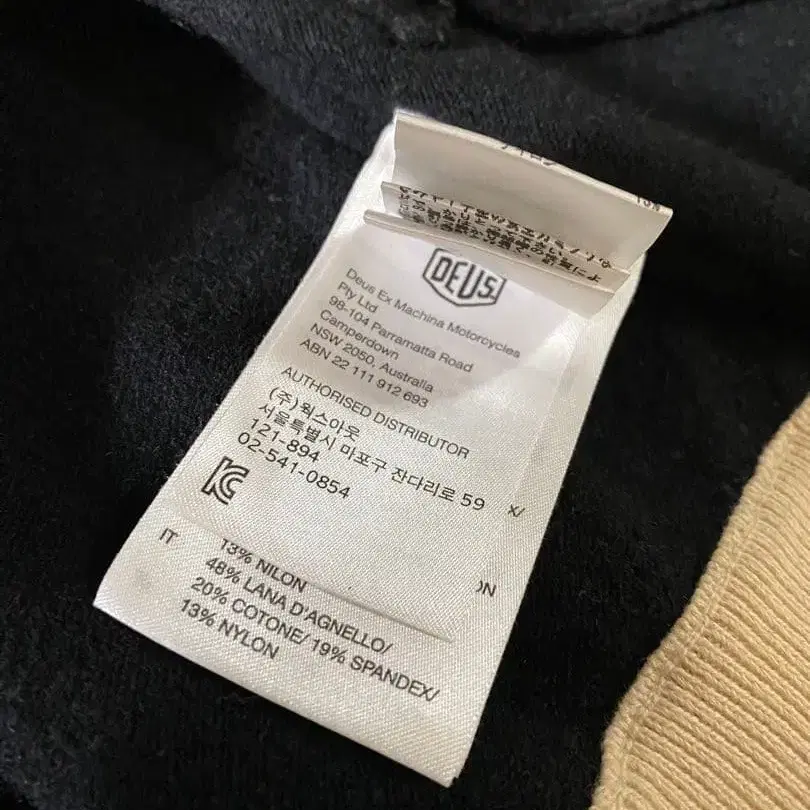 DEUS
Deus Ex Machina Motorcycles
Pty Ltd
98-104 Parramatta Road
Camperdown
NSW 2050, Australia
ABN 22 111 912 693
AUTHORISED DISTRIBUTOR
(주)웍스아웃
서울특별시 마포구 잔다리로 59
121-894
02-541-0854
X/
13% NILON
ON
IT
48% LANA D'AGNELLO/
20% COTONE/ 19% SPANDEX/
13% NYLON